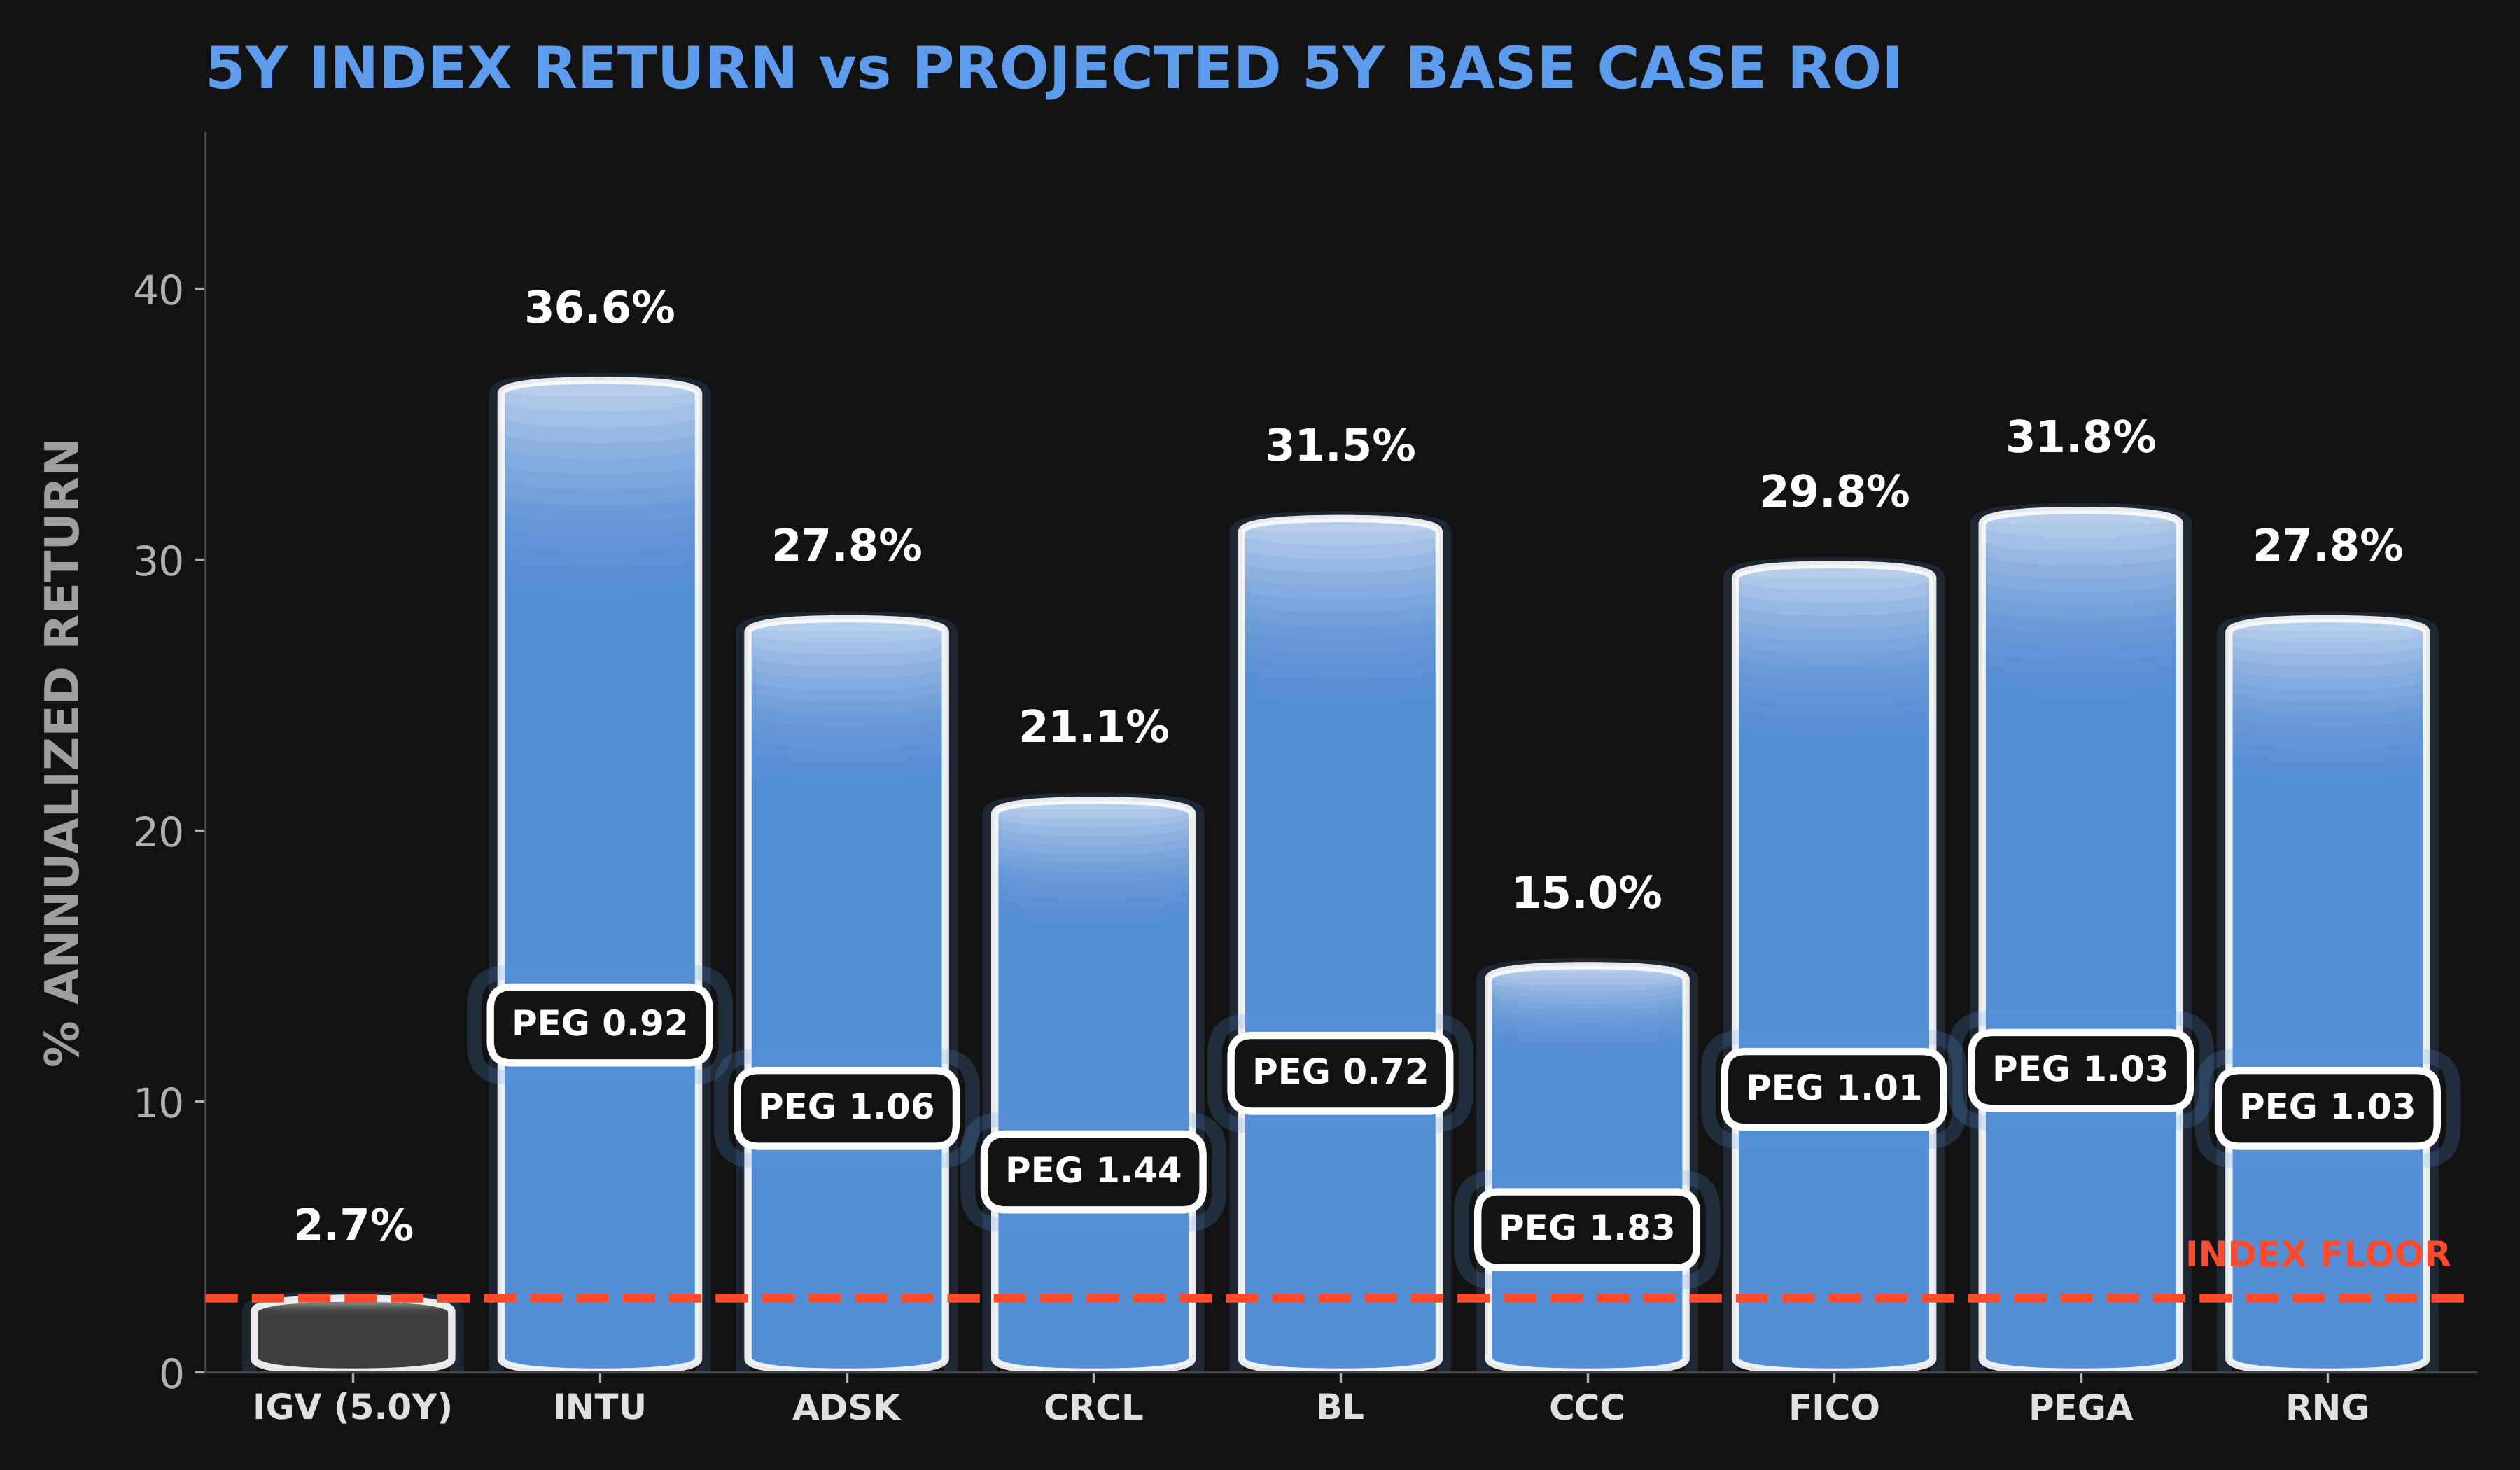 5Y INDEX RETURN vs PROJECTED 5Y BASE CASE ROI
% ANNUALIZED RETURN
40
30
20
10
0
2.7%
36.6%
27.8%
21.1%
31.5%
15.0%
29.8%
31.8%
27.8%
PEG 0.92
PEG 1.06
PEG 1.44
PEG 0.72
PEG 1.83
PEG 1.01
PEG 1.03
PEG 1.03
INDEX FLOOR
IGV (5.0Y)
INTU
ADSK
CRCL
BL
CCC
FICO
PEGA
RNG